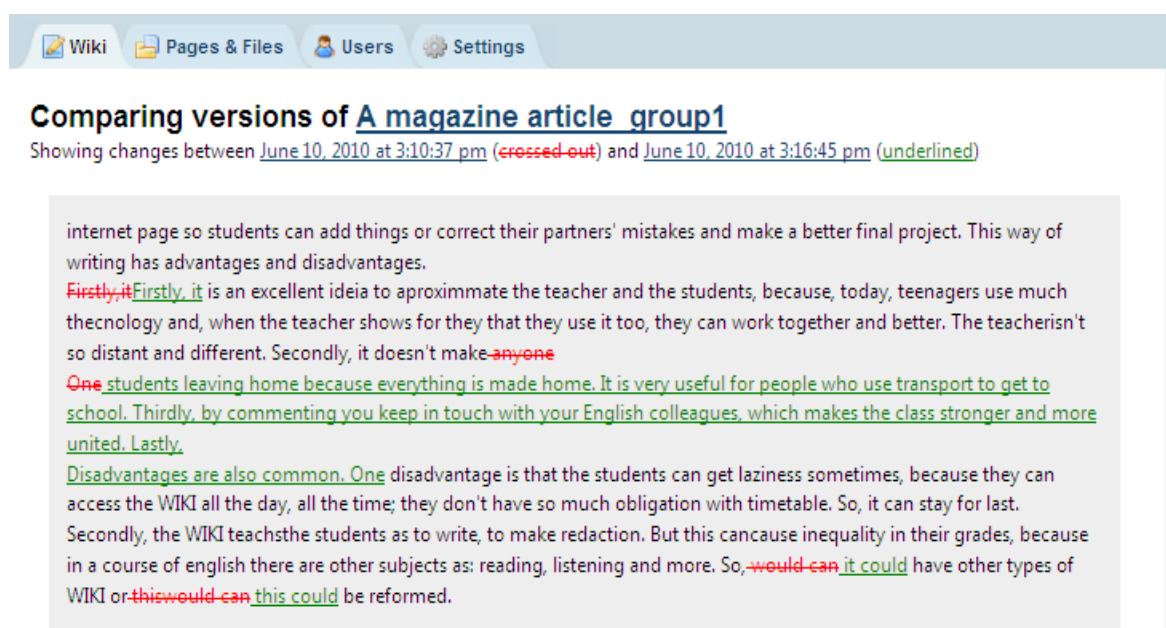 Wiki Pages & Files Users Settings
Comparing versions of A magazine article_group1
Showing changes between June 10, 2010 at 3:10:37 pm (crossed out) and June 10, 2010 at 3:16:45 pm (underlined)
internet page so students can add things or correct their partners' mistakes and make a better final project. This way of
writing has advantages and disadvantages.
Firstly,itFirstly, it is an excellent ideia to aproximmate the teacher and the students, because, today, teenagers use much
thecnology and, when the teacher shows for they that they use it too, they can work together and better. The teacherisn't
so distant and different. Secondly, it doesn't make anyone
One students leaving home because everything is made home. It is very useful for people who use transport to get to
school. Thirdly, by commenting you keep in touch with your English colleagues, which makes the class stronger and more
united. Lastly,
Disadvantages are also common. One disadvantage is that the students can get laziness sometimes, because they can
access the WIKI all the day, all the time; they don't have so much obligation with timetable. So, it can stay for last.
Secondly, the WIKI teachsthe students as to write, to make redaction. But this cancause inequality in their grades, because
in a course of english there are other subjects as: reading, listening and more. So, would can it could have other types of
WIKI or thiswould can this could be reformed.